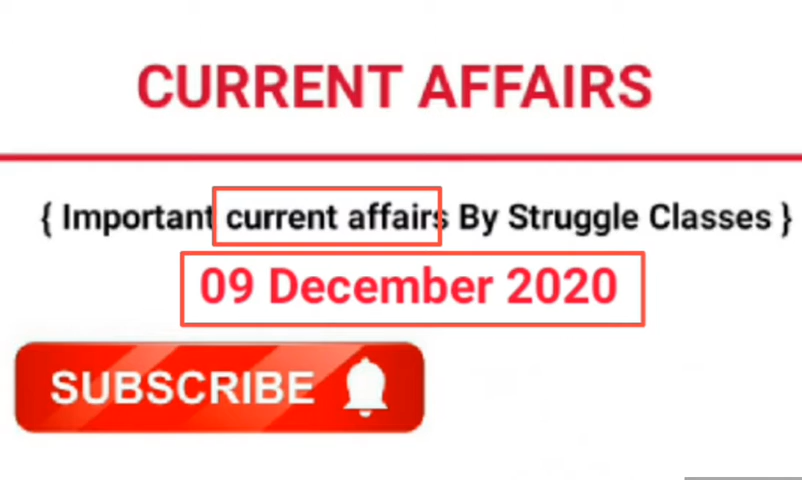 CURRENT AFFAIRS
{ Important current affairs By Struggle Classes }
09 December 2020
SUBSCRIBE